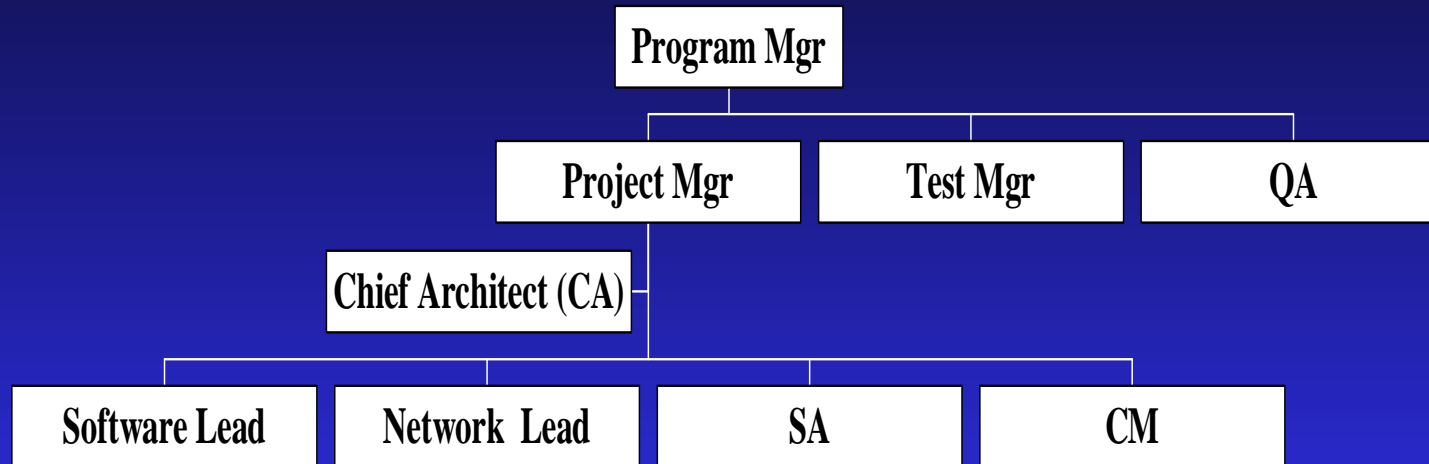 Program Mgr
Project Mgr
Test Mgr
QA
Chief Architect (CA)
Software Lead
Network Lead
SA
CM